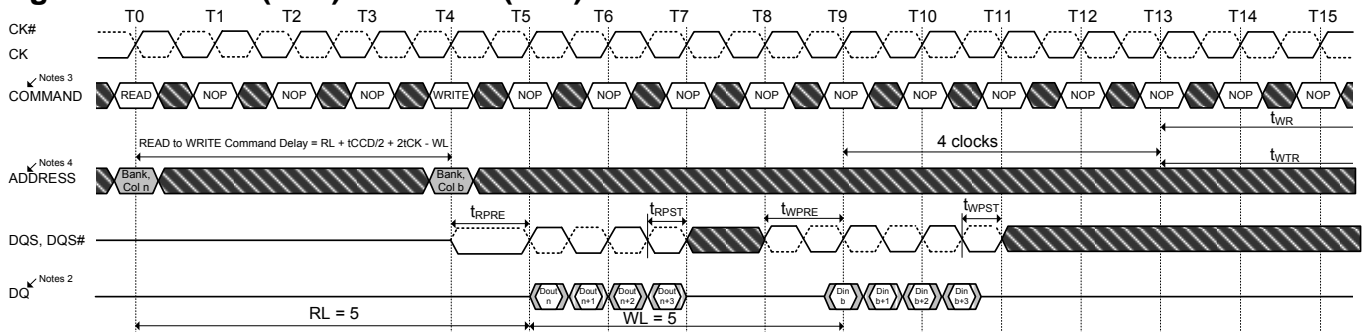 T0 T1 T2 T3 T4 T5 T6 T7 T8 T9 T10 T11 T12 T13 T14 T15
CK#
CK
Notes 3
COMMAND READ NOP NOP NOP WRITE NOP NOP NOP NOP NOP NOP NOP NOP NOP NOP NOP
tWR
READ to WRITE Command Delay = RL + tCCD/2 + 2tCK - WL
4 clocks
tWTR
Notes 4
ADDRESS Bank, Col n Bank, Col b
tRPRE tRPST tWPRE tWPST
DQS, DQS#
Notes 2
DQ Dout n Dout n+1 Dout n+2 Dout n+3 Din b Din b+1 Din b+2 Din b+3
RL = 5 WL = 5